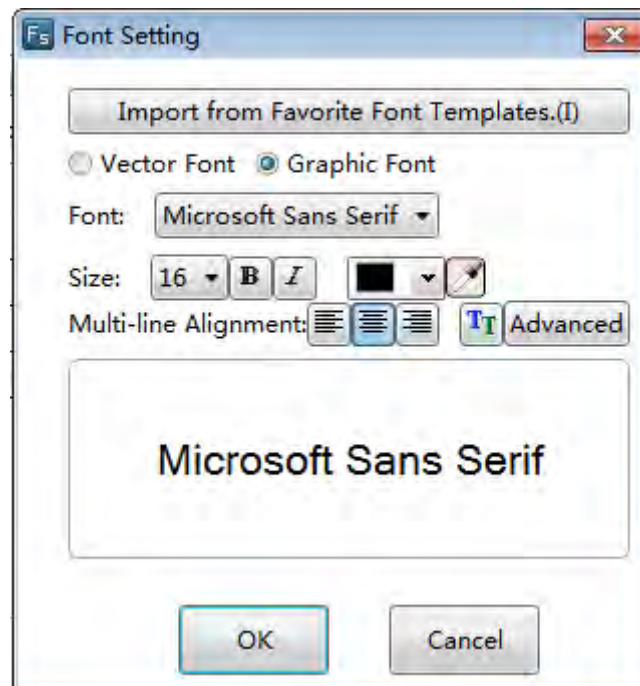 Fs Font Setting
Import from Favorite Font Templates.(I)
Vector Font Graphic Font
Font: Microsoft Sans Serif
Size: 16 B I
Multi-line Alignment: TT Advanced
Microsoft Sans Serif
OK Cancel